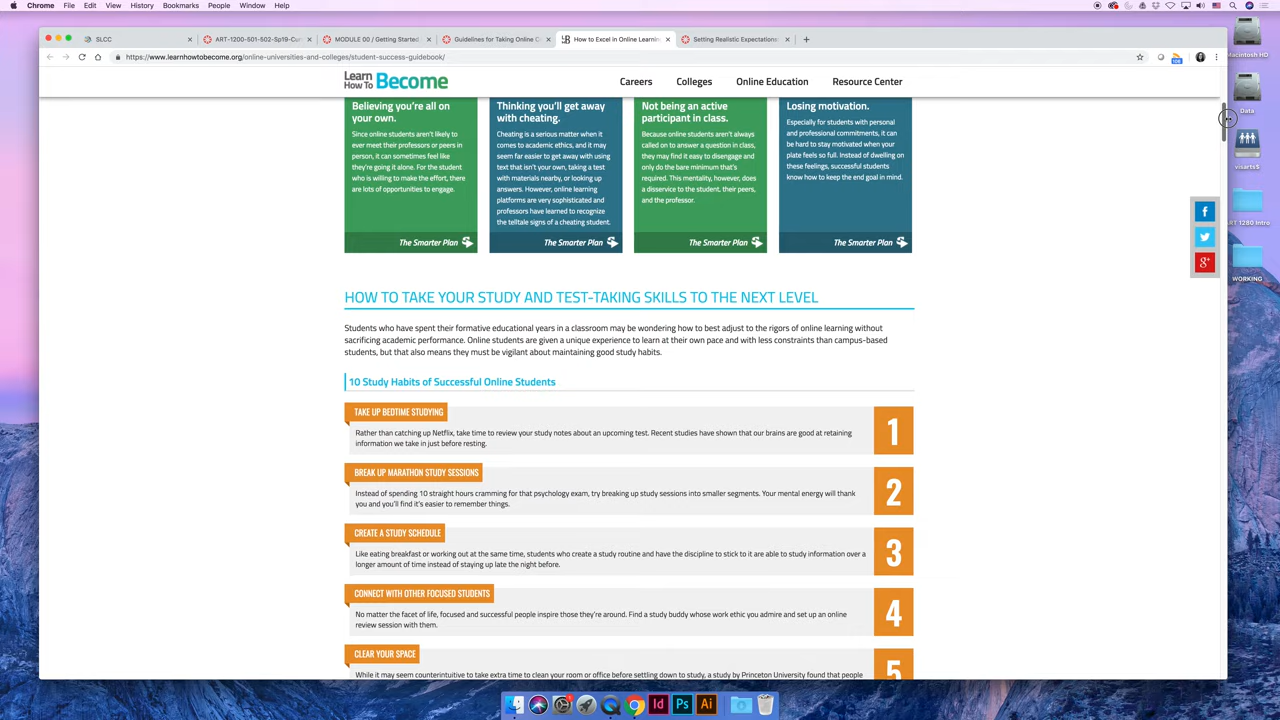 Chrome File Edit View History Bookmarks People Window Help
SLCC
ART-1200-501-502-Sp19-Cur
MODULE 00 / Getting Started
Guidelines for Taking Online C
How to Excel in Online Learnin
Setting Realistic Expectations
https://www.learnhowtobecome.org/online-universities-and-colleges/student-success-guidebook/
Macintosh HD
Learn How To Become
Careers Colleges Online Education Resource Center
Data
visartsS
ART 1280 Intro
WORKING
Believing you're all on
your own.
Since online students aren't likely to
ever meet their professors or peers in
person, it can sometimes feel like
they're going it alone. For the student
who is willing to make the effort, there
are lots of opportunities to engage.
The Smarter Plan
Thinking you'll get away
with cheating.
Cheating is a serious matter when it
comes to academic ethics, and it may
seem far easier to get away with using
text that isn't your own, taking a test
with materials nearby, or looking up
answers. However, online learning
platforms are very sophisticated and
professors have learned to recognize
the telltale signs of a cheating student.
The Smarter Plan
Not being an active
participant in class.
Because online students aren't always
called on to answer a question in class,
they may find it easy to disengage and
only do the bare minimum that's
required. This mentality, however, does
a disservice to the student, their peers,
and the professor.
The Smarter Plan
Losing motivation.
Especially for students with personal
and professional commitments, it can
be hard to stay motivated when your
plate feels so full. Instead of dwelling on
these feelings, successful students
know how to keep the end goal in mind.
The Smarter Plan
HOW TO TAKE YOUR STUDY AND TEST-TAKING SKILLS TO THE NEXT LEVEL
Students who have spent their formative educational years in a classroom may be wondering how to best adjust to the rigors of online learning without
sacrificing academic performance. Online students are given a unique experience to learn at their own pace and with less constraints than campus-based
students, but that also means they must be vigilant about maintaining good study habits.
10 Study Habits of Successful Online Students
TAKE UP BEDTIME STUDYING
Rather than catching up Netflix, take time to review your study notes about an upcoming test. Recent studies have shown that our brains are good at retaining
information we take in just before resting.
1
BREAK UP MARATHON STUDY SESSIONS
Instead of spending 10 straight hours cramming for that psychology exam, try breaking up study sessions into smaller segments. Your mental energy will thank
you and you'll find it's easier to remember things.
2
CREATE A STUDY SCHEDULE
Like eating breakfast or working out at the same time, students who create a study routine and have the discipline to stick to it are able to study information over a
longer amount of time instead of staying up late the night before.
3
CONNECT WITH OTHER FOCUSED STUDENTS
No matter the facet of life, focused and successful people inspire those they're around. Find a study buddy whose work ethic you admire and set up an online
review session with them.
4
CLEAR YOUR SPACE
While it may seem counterintuitive to take extra time to clean your room or office before settling down to study, a study by Princeton University found that people
5
f
g+
Id Ps Ai